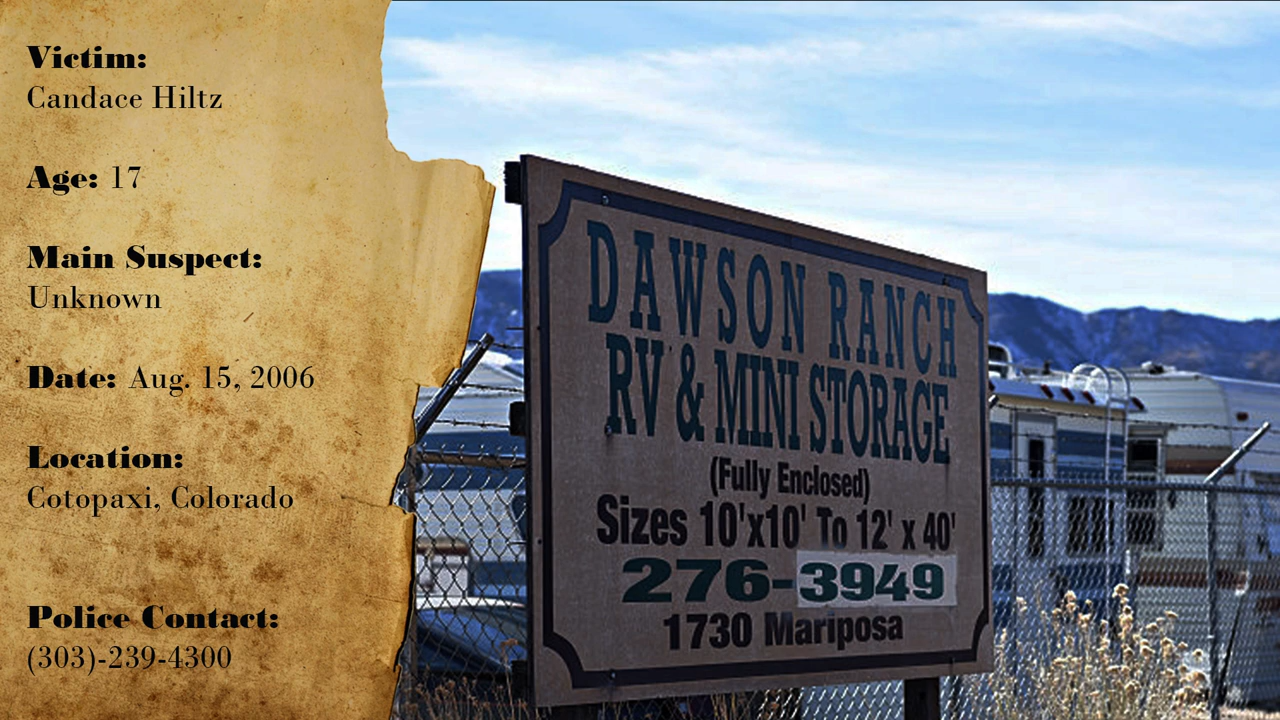 Victim:
Candace Hiltz
Age: 17
Main Suspect:
Unknown
Date: Aug. 15, 2006
Location:
Cotopaxi, Colorado
Police Contact:
(303)-239-4300
DAWSON RANCH
RV & MINI STORAGE
(Fully Enclosed)
Sizes 10'x10' To 12' x 40'
276-3949
1730 Mariposa